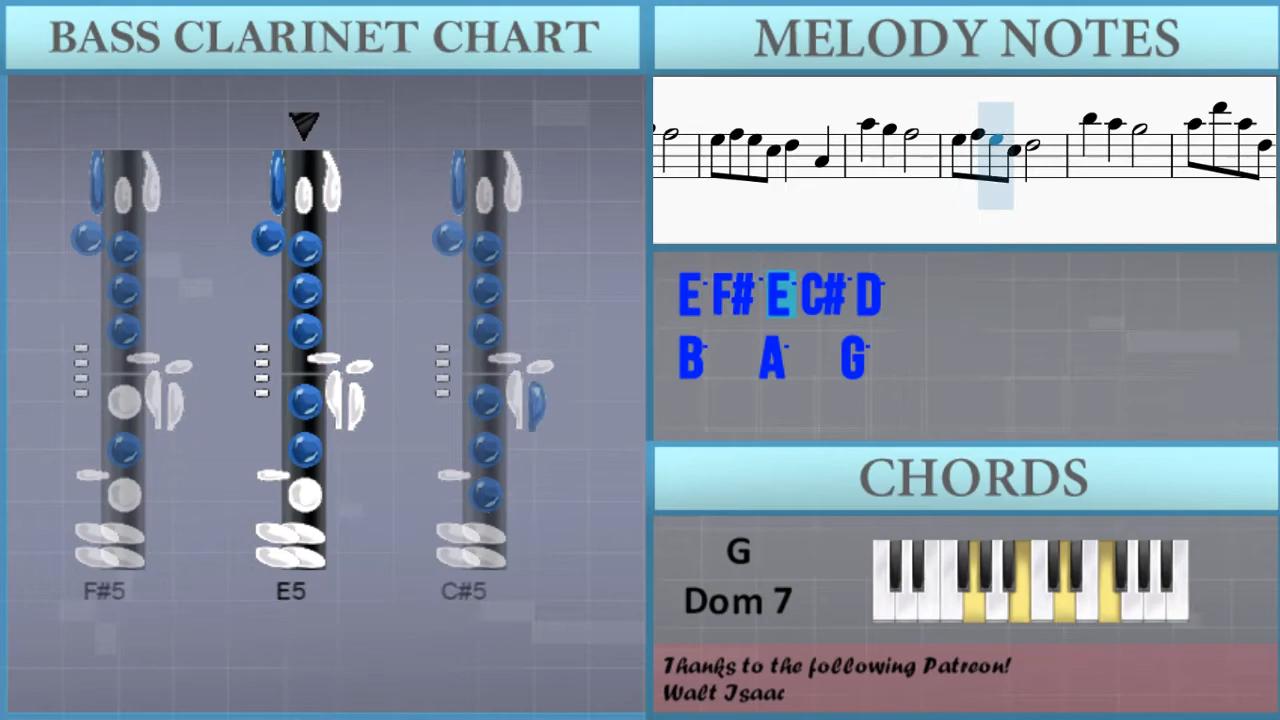 BASS CLARINET CHART
F#5 E5 C#5
MELODY NOTES
E F# E C# D
B A G
CHORDS
G
Dom 7
Thanks to the following Patreon!
Walt Isaac